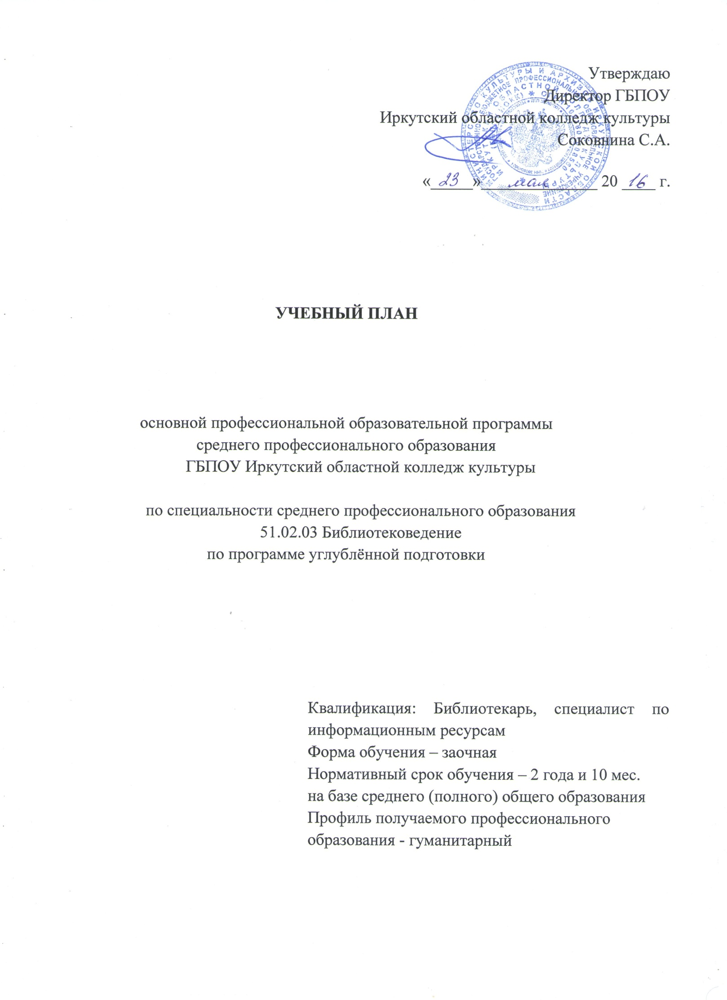 Утверждаю
Директор ГБПОУ
Иркутский областной колледж культуры
Соковнина С.А.
«23» мая 20 16 г.
УЧЕБНЫЙ ПЛАН
основной профессиональной образовательной программы
среднего профессионального образования
ГБПОУ Иркутский областной колледж культуры
по специальности среднего профессионального образования
51.02.03 Библиотековедение
по программе углублённой подготовки
Квалификация: Библиотекарь, специалист по
информационным ресурсам
Форма обучения – заочная
Нормативный срок обучения – 2 года и 10 мес.
на базе среднего (полного) общего образования
Профиль получаемого профессионального
образования - гуманитарный